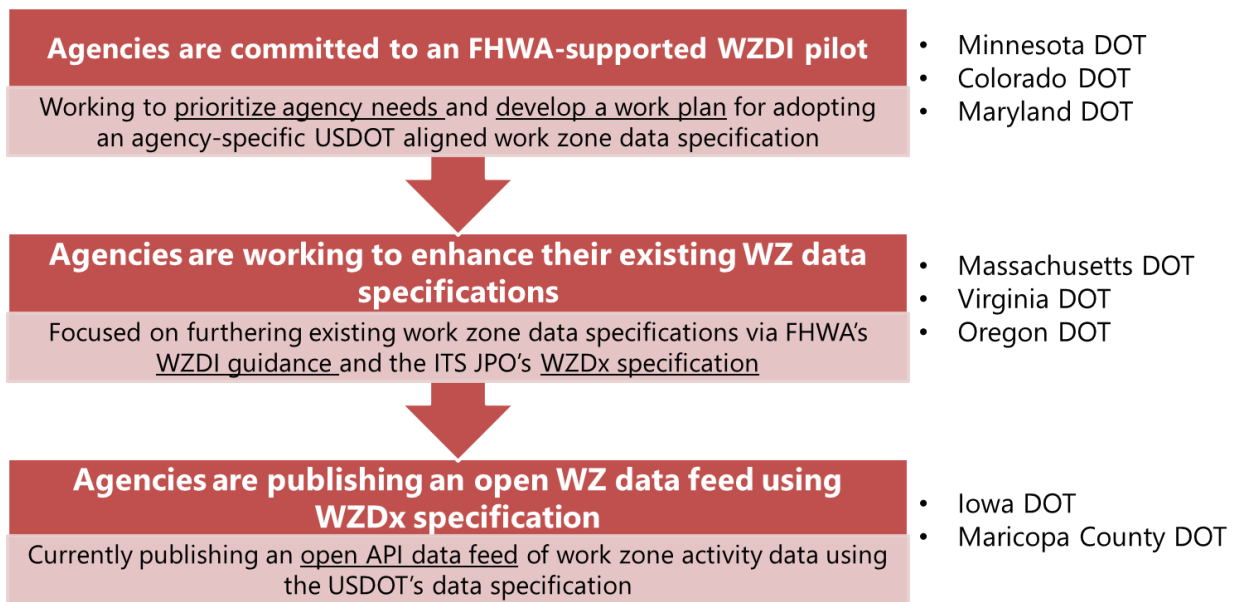 Agencies are committed to an FHWA-supported WZDI pilot
Working to prioritize agency needs and develop a work plan for adopting
an agency-specific USDOT aligned work zone data specification
• Minnesota DOT
• Colorado DOT
• Maryland DOT
Agencies are working to enhance their existing WZ data
specifications
Focused on furthering existing work zone data specifications via FHWA's
WZDI guidance and the ITS JPO's WZDx specification
• Massachusetts DOT
• Virginia DOT
• Oregon DOT
Agencies are publishing an open WZ data feed using
WZDx specification
Currently publishing an open API data feed of work zone activity data using
the USDOT's data specification
• Iowa DOT
• Maricopa County DOT